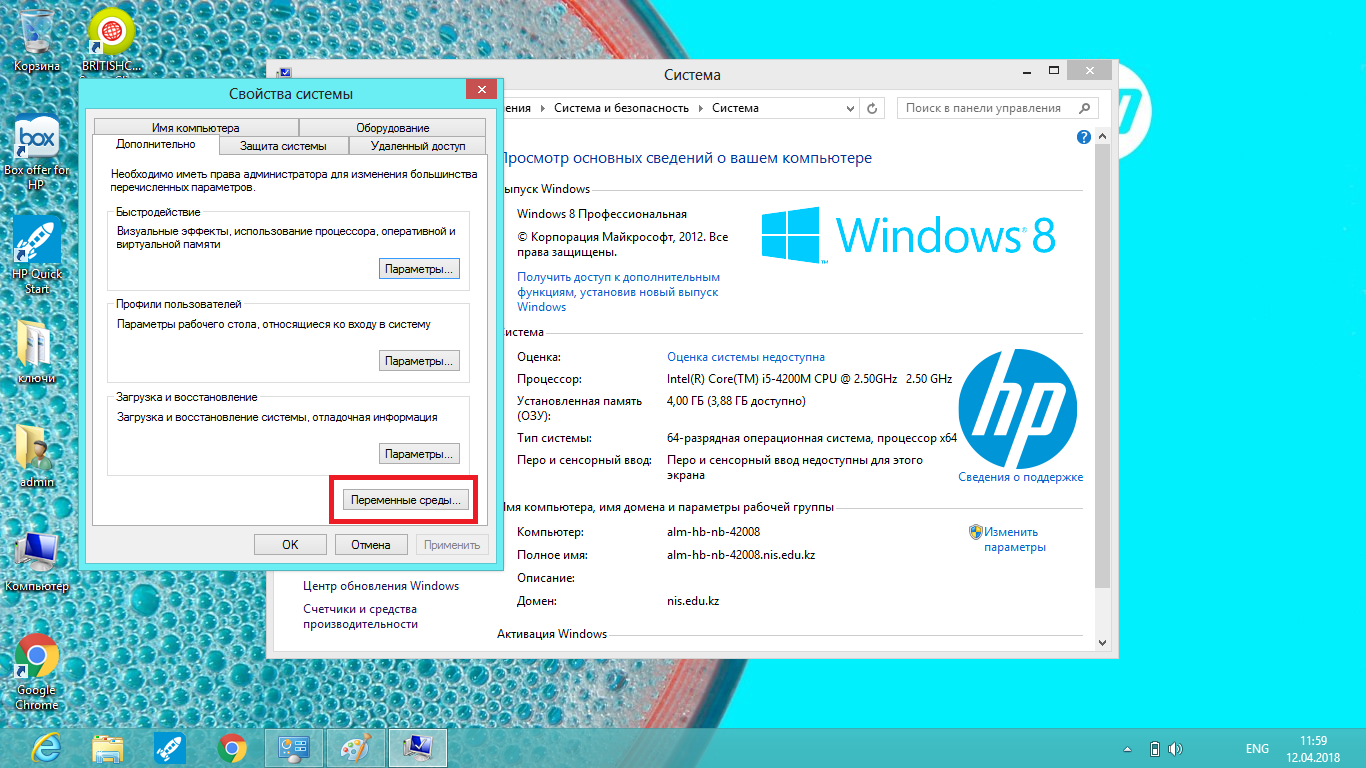 Корзина
BRITISHC...
Box offer for
HP
HP Quick
Start
ключи
admin
Компьютер
Google
Chrome
Свойства системы
Имя компьютера
Оборудование
Дополнительно
Защита системы
Удаленный доступ
Необходимо иметь права администратора для изменения большинства
перечисленных параметров.
Быстродействие
Визуальные эффекты, использование процессора, оперативной и
виртуальной памяти
Параметры...
Профили пользователей
Параметры рабочего стола, относящиеся ко входу в систему
Параметры...
Загрузка и восстановление
Загрузка и восстановление системы, отладочная информация
Параметры...
Переменные среды...
OK
Отмена
Применить
Система
ения
Система и безопасность
Система
Поиск в панели управления
Просмотр основных сведений о вашем компьютере
ыпуск Windows
Windows 8 Профессиональная
© Корпорация Майкрософт, 2012. Все
права защищены.
Получить доступ к дополнительным
функциям, установив новый выпуск
Windows
Windows 8
истема
Оценка:
Оценка системы недоступна
Процессор:
Intel(R) Core(TM) i5-4200M CPU @ 2.50GHz 2.50 GHz
Установленная память
(ОЗУ):
4,00 ГБ (3,88 ГБ доступно)
Тип системы:
64-разрядная операционная система, процессор x64
Перо и сенсорный ввод:
Перо и сенсорный ввод недоступны для этого
экрана
hp
Сведения о поддержке
Имя компьютера, имя домена и параметры рабочей группы
Компьютер:
alm-hb-nb-42008
Изменить
параметры
Полное имя:
alm-hb-nb-42008.nis.edu.kz
Описание:
Домен:
nis.edu.kz
Активация Windows
Центр обновления Windows
Счетчики и средства
производительности
ENG
11:59
12.04.2018